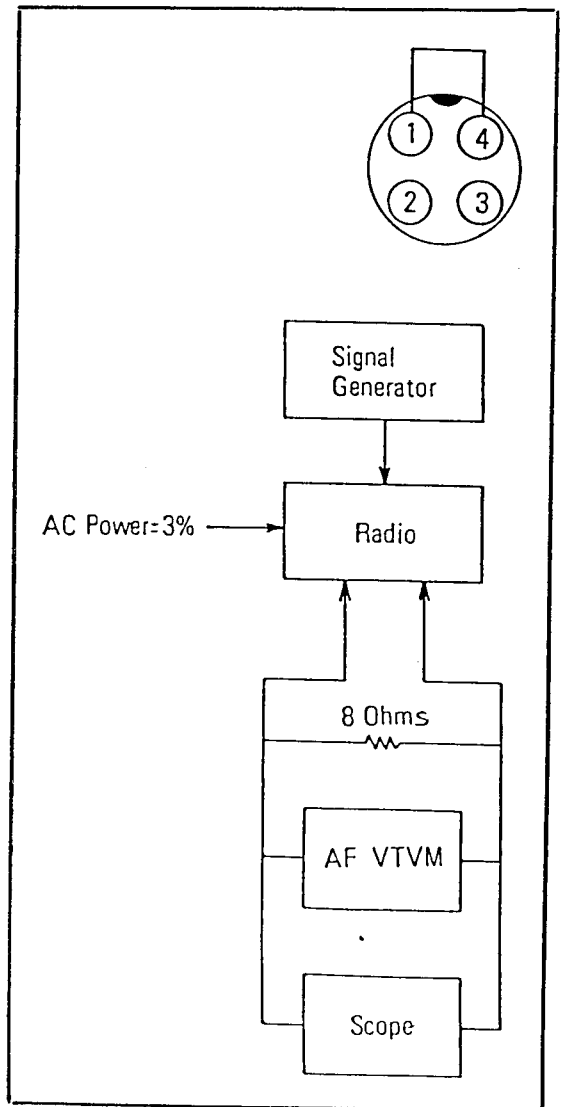 1 4
2 3
Signal
Generator
AC Power=3%
Radio
8 Ohms
AF VTVM
Scope